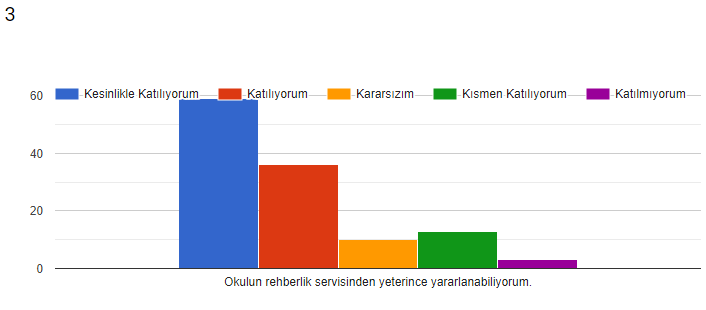 3
60 Kesinlikle Katılıyorum Katılıyorum Kararsızım Kısmen Katılıyorum Katılmıyorum
40
20
0
Okulun rehberlik servisinden yeterince yararlanabiliyorum.